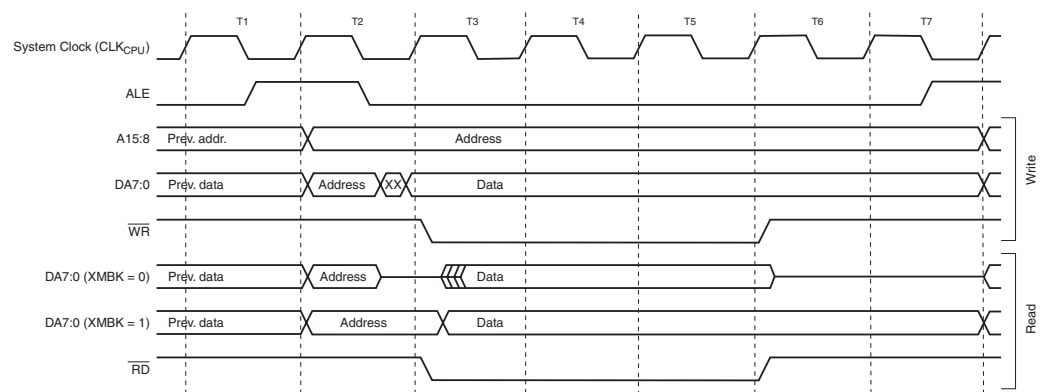 T1 T2 T3 T4 T5 T6 T7
System Clock (CLKCPU)
ALE
A15:8 Prev. addr. Address
DA7:0 Prev. data Address XX Data
WR
Write
DA7:0 (XMBK = 0) Prev. data Address Data
DA7:0 (XMBK = 1) Prev. data Address Data
RD
Read